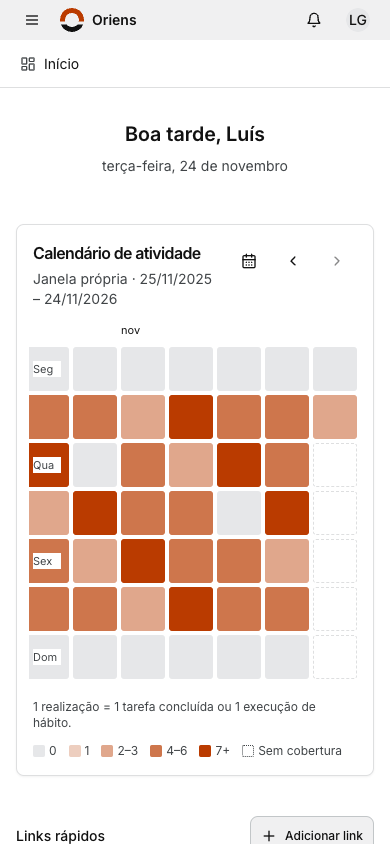 Oriens
LG
Início
Boa tarde, Luís
terça-feira, 24 de novembro
Calendário de atividade
Janela própria · 25/11/2025
– 24/11/2026
nov
Seg
Qua
Sex
Dom
1 realização = 1 tarefa concluída ou 1 execução de
hábito.
0 1 2–3 4–6 7+ Sem cobertura
Links rápidos
Adicionar link